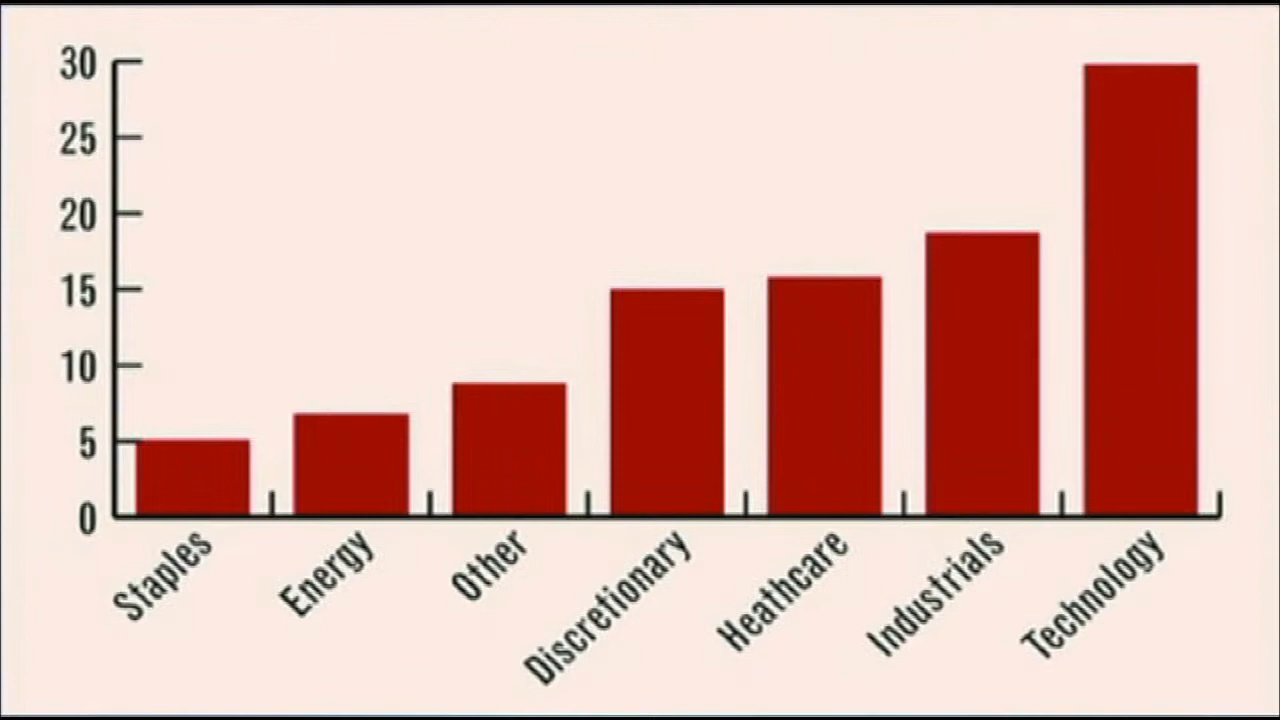 30
25
20
15
10
5
0
Staples
Energy
Other
Discretionary
Heathcare
Industrials
Technology